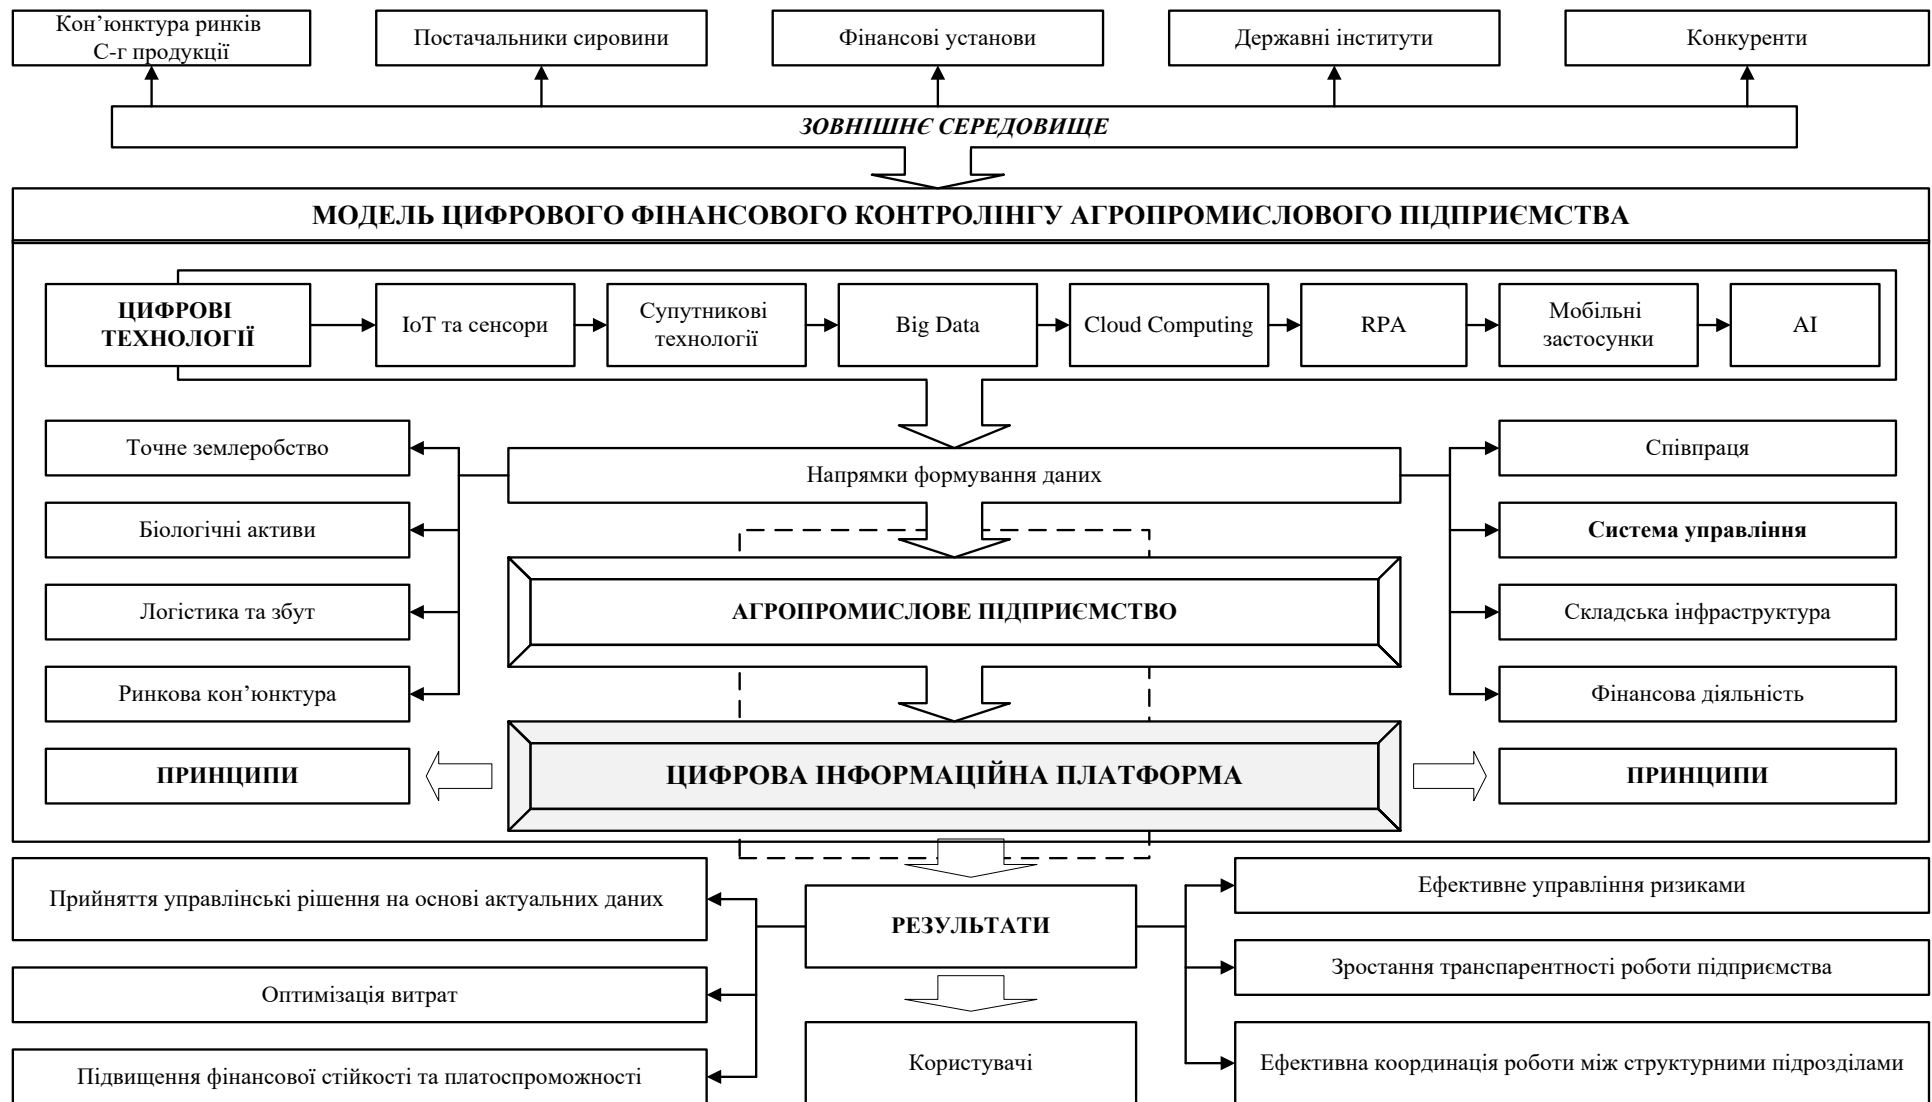 Кон’юнктура ринків
С-г продукції
Постачальники сировини
Фінансові установи
Державні інститути
Конкуренти
ЗОВНІШНЄ СЕРЕДОВИЩЕ
МОДЕЛЬ ЦИФРОВОГО ФІНАНСОВОГО КОНТРОЛІНГУ АГРОПРОМИСЛОВОГО ПІДПРИЄМСТВА
ЦИФРОВІ
ТЕХНОЛОГІЇ
IoT та сенсори
Супутникові
технології
Big Data
Cloud Computing
RPA
Мобільні
застосунки
AI
Точне землеробство
Напрямки формування даних
Співпраця
Біологічні активи
Система управління
Логістика та збут
АГРОПРОМИСЛОВЕ ПІДПРИЄМСТВО
Складська інфраструктура
Ринкова кон’юнктура
Фінансова діяльність
ПРИНЦИПИ
ЦИФРОВА ІНФОРМАЦІЙНА ПЛАТФОРМА
ПРИНЦИПИ
Прийняття управлінські рішення на основі актуальних даних
РЕЗУЛЬТАТИ
Ефективне управління ризиками
Оптимізація витрат
Зростання транспарентності роботи підприємства
Підвищення фінансової стійкості та платоспроможності
Користувачі
Ефективна координація роботи між структурними підрозділами